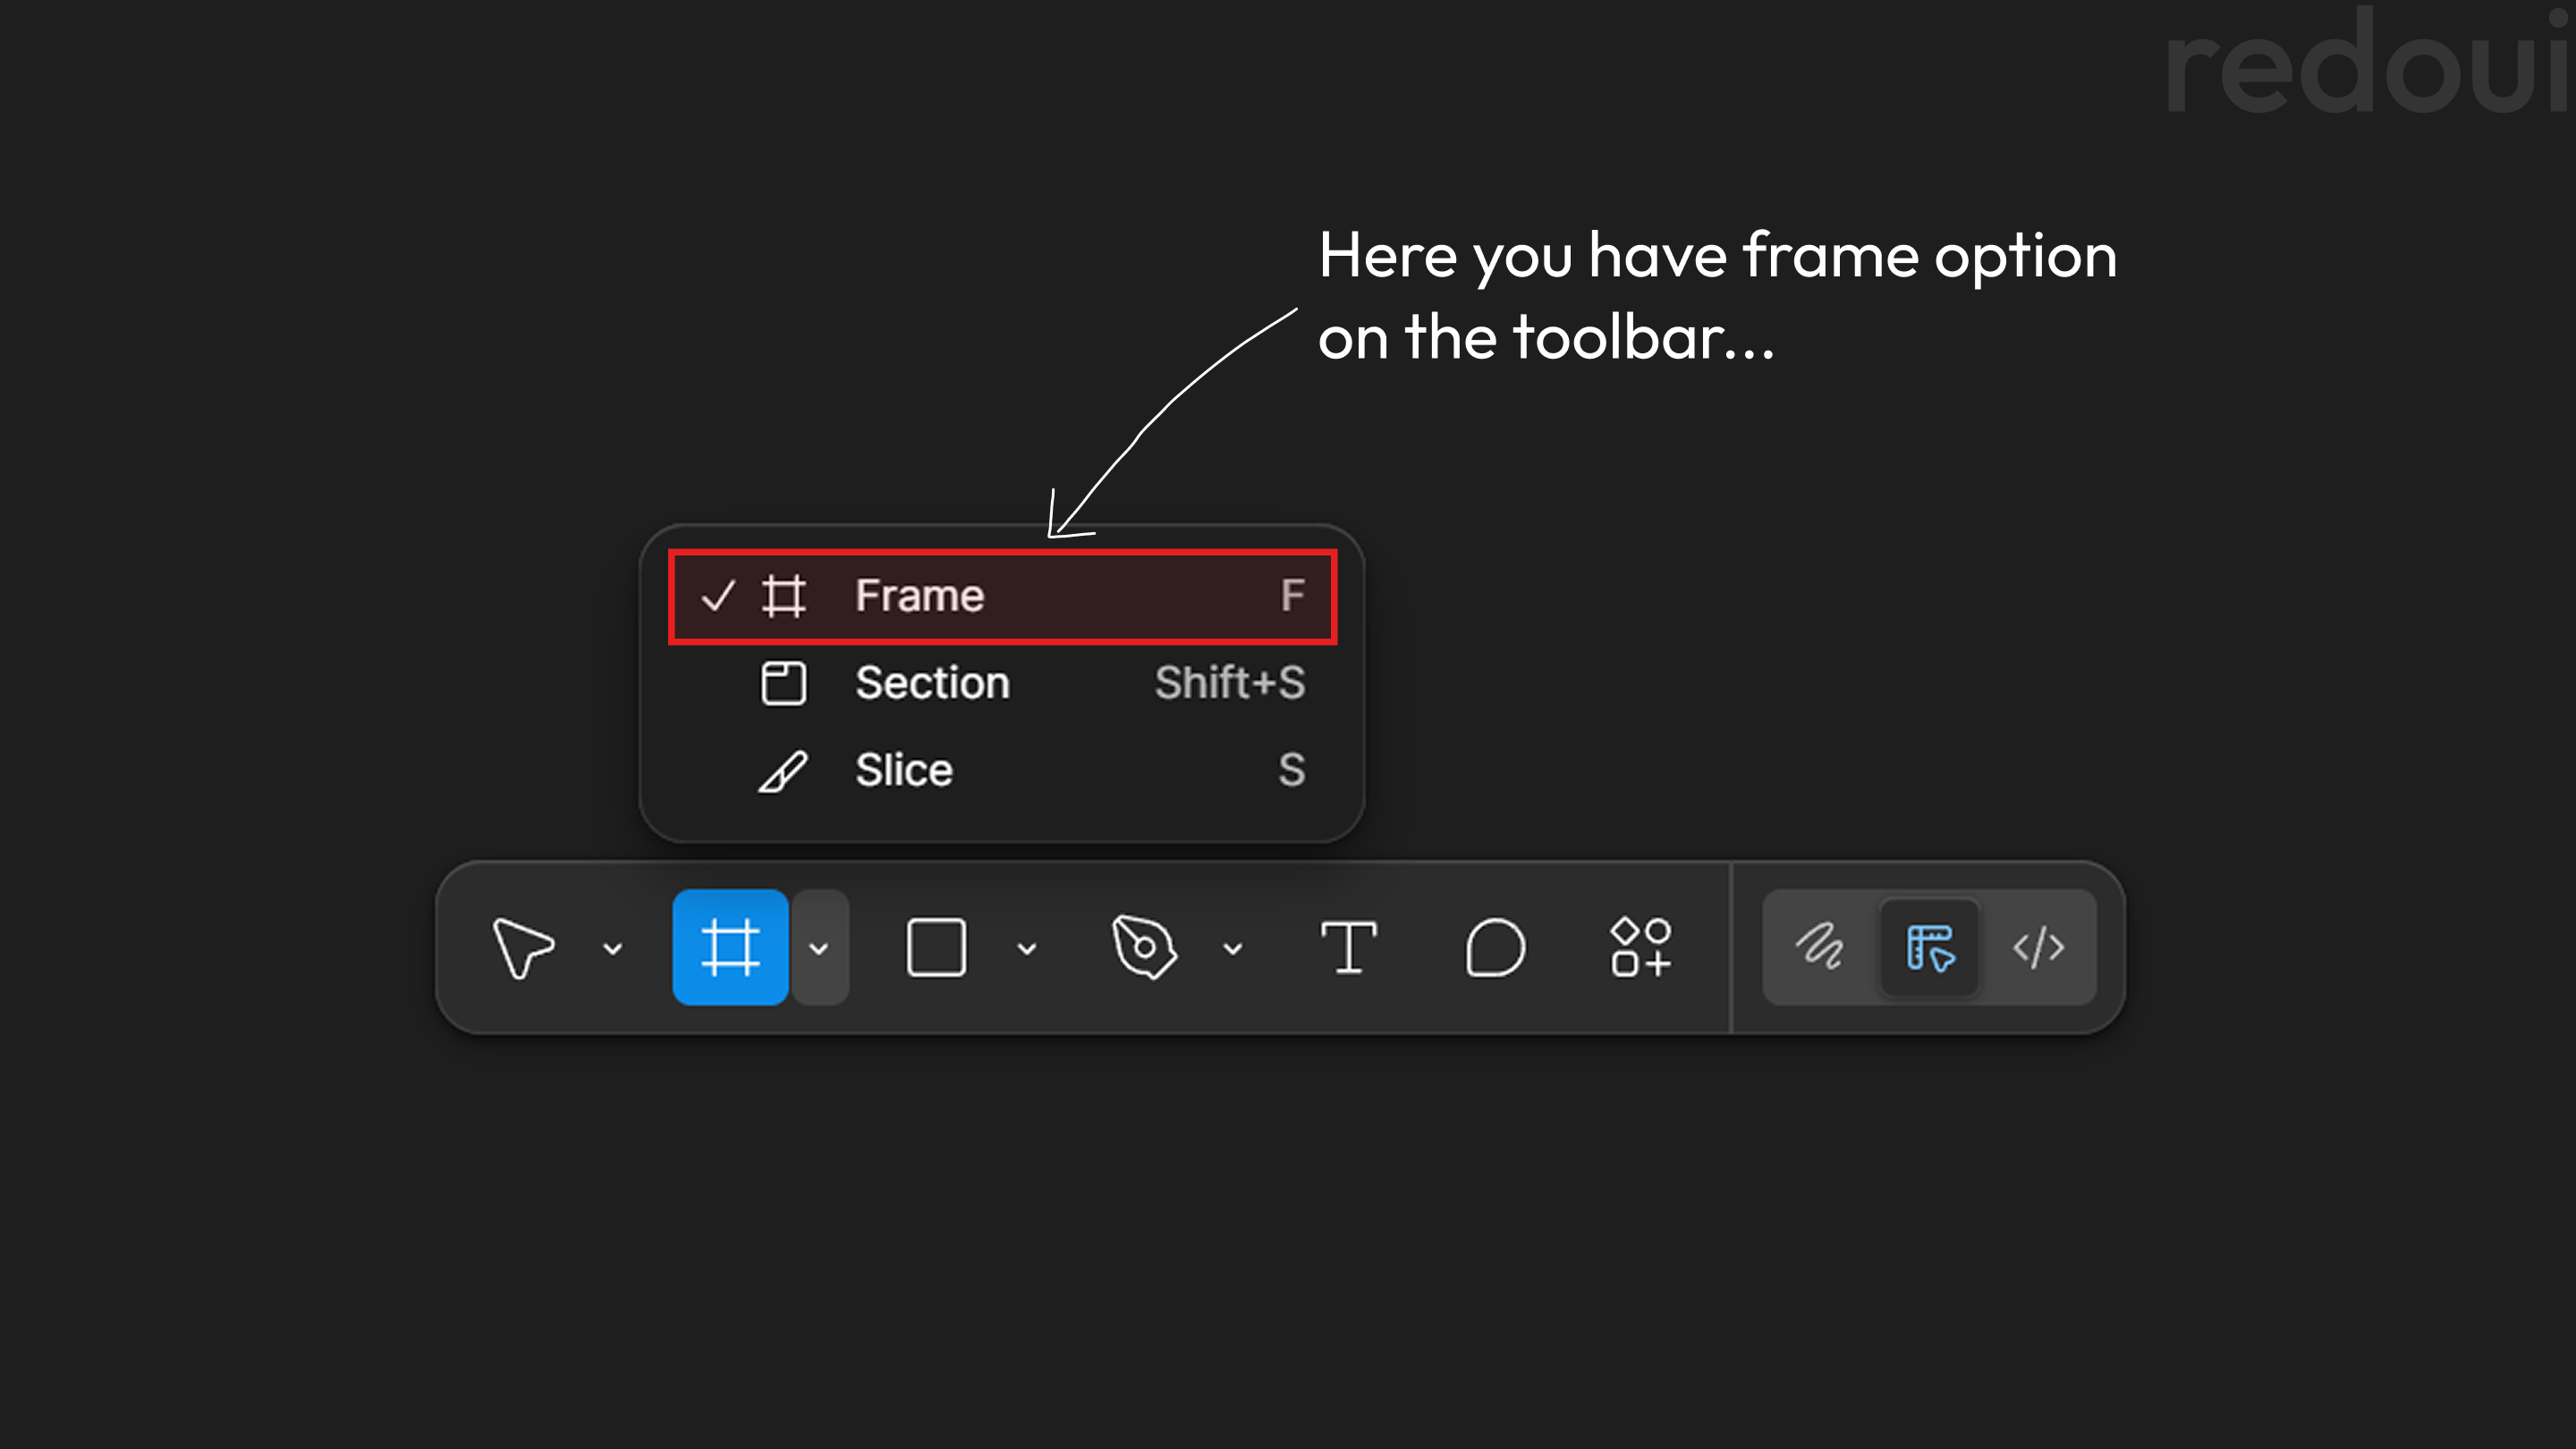 redoui
Here you have frame option
on the toolbar...
Frame F
Section Shift+S
Slice S